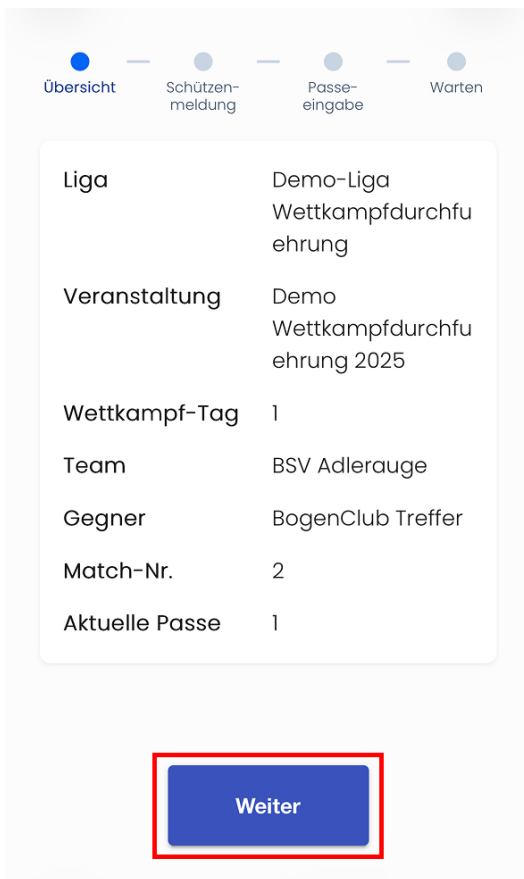 Übersicht
Schützen-
meldung
Passe-
eingabe
Warten
Liga
Demo-Liga
Wettkampfdurchfu
ehrung
Veranstaltung
Demo
Wettkampfdurchfu
ehrung 2025
Wettkampf-Tag
1
Team
BSV Adlerauge
Gegner
BogenClub Treffer
Match-Nr.
2
Aktuelle Passe
1
Weiter